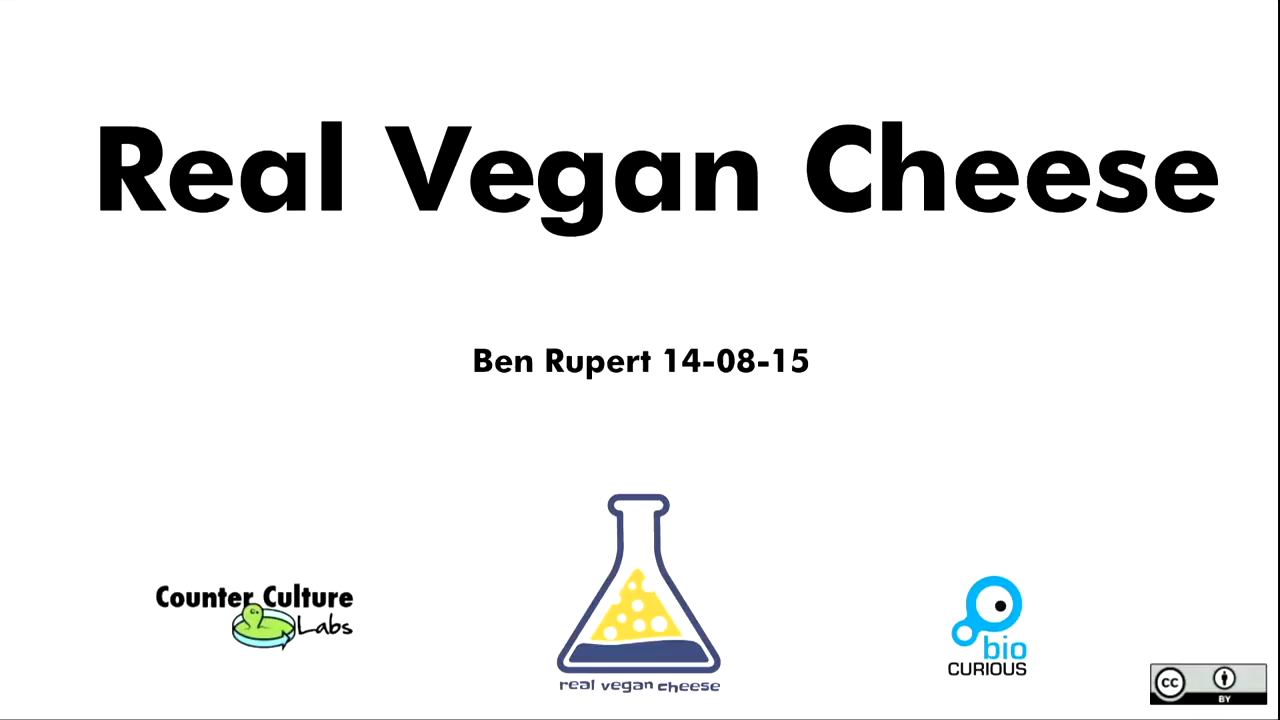 Real Vegan Cheese
Ben Rupert 14-08-15
Counter Culture
Labs
real vegan cheese
bio
CURIOUS
cc
BY